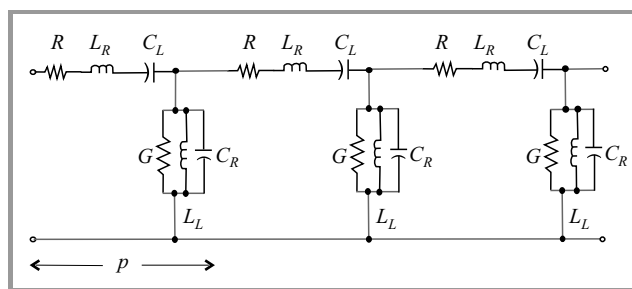 R L_R C_L R L_R C_L R L_R C_L
G C_R G C_R G C_R
L_L L_L L_L
p